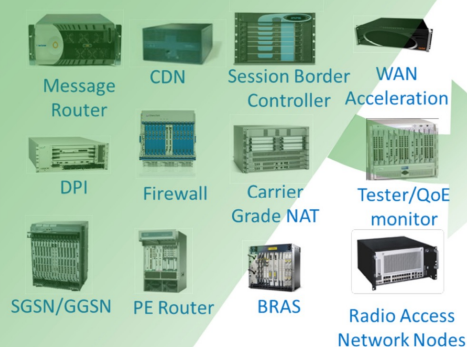 Message
Router
CDN
Session Border
Controller
WAN
Acceleration
DPI
Firewall
Carrier
Grade NAT
Tester/QoE
monitor
SGSN/GGSN
PE Router
BRAS
Radio Access
Network Nodes